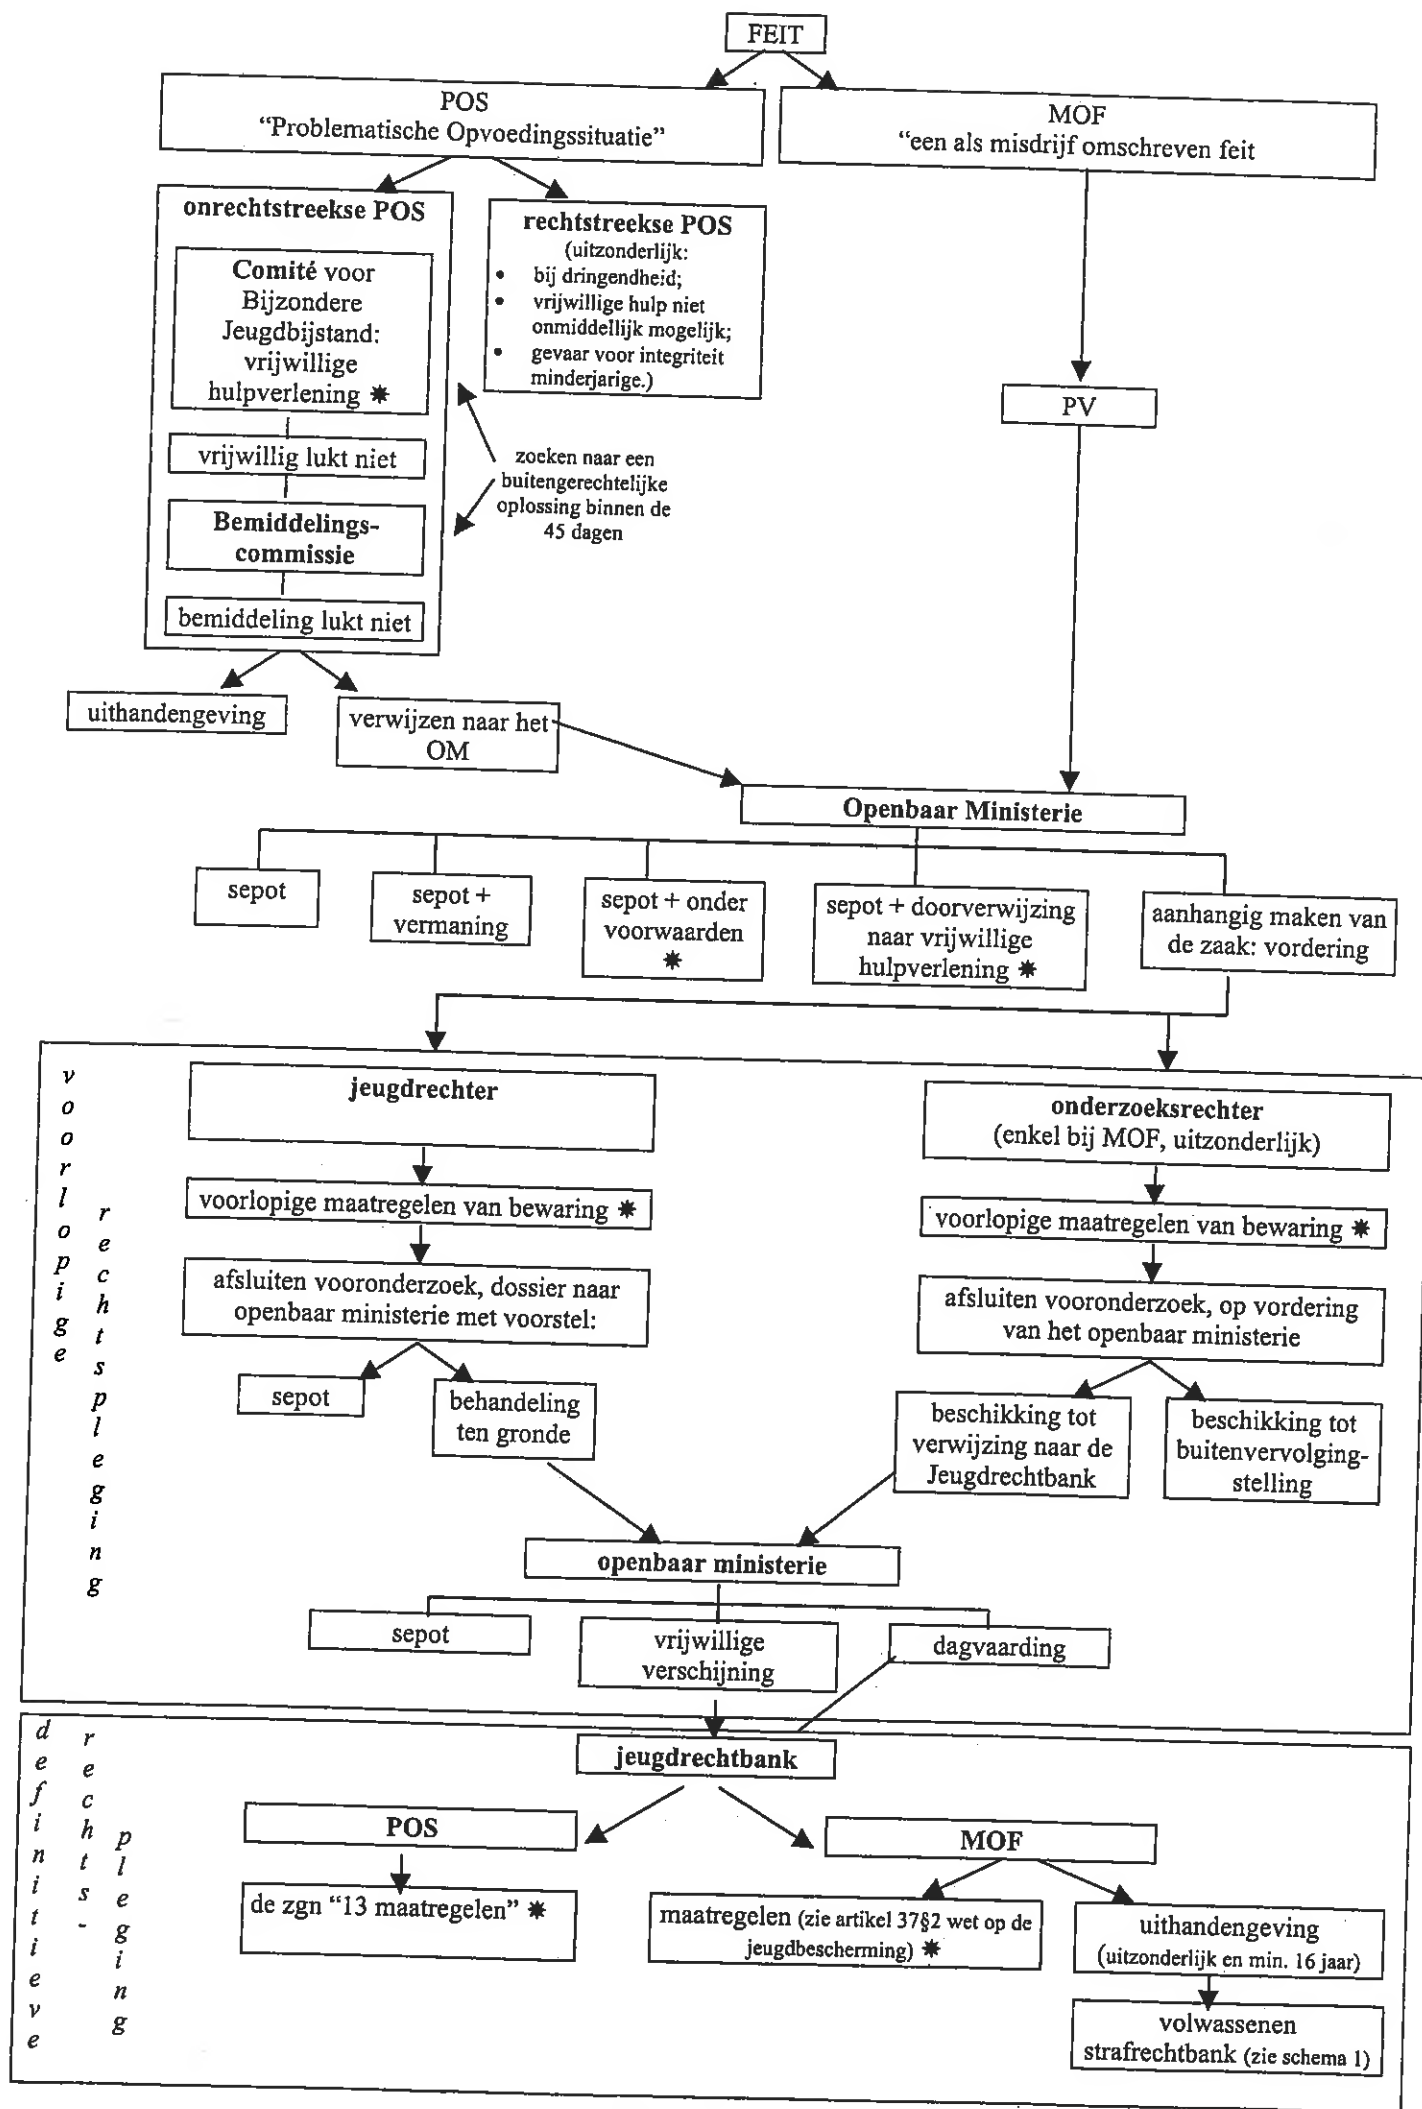 FEIT
POS
“Problematische Opvoedingssituatie”
MOF
“een als misdrijf omschreven feit
onrechtstreekse POS
Comité voor
Bijzondere
Jeugdbijstand:
vrijwillige
hulpverlening ✷
vrijwillig lukt niet
Bemiddelings-
commissie
bemiddeling lukt niet
rechtstreekse POS
(uitzonderlijk:
• bij dringendheid;
• vrijwillige hulp niet
onmiddellijk mogelijk;
• gevaar voor integriteit
minderjarige.)
zoeken naar een
buitengerechtelijke
oplossing binnen de
45 dagen
PV
uithandengeving
verwijzen naar het
OM
Openbaar Ministerie
sepot
sepot +
vermaning
sepot + onder
voorwaarden
✷
sepot + doorverwijzing
naar vrijwillige
hulpverlening ✷
aanhangig maken van
de zaak: vordering
voorlopige
rechtspleging
jeugdrechter
voorlopige maatregelen van bewaring ✷
afsluiten vooronderzoek, dossier naar
openbaar ministerie met voorstel:
sepot
behandeling
ten gronde
onderzoeksrechter
(enkel bij MOF, uitzonderlijk)
voorlopige maatregelen van bewaring ✷
afsluiten vooronderzoek, op vordering
van het openbaar ministerie
beschikking tot
verwijzing naar de
Jeugdrechtbank
beschikking tot
buitenvervolging-
stelling
openbaar ministerie
sepot
vrijwillige
verschijning
dagvaarding
definitieve
rechts-
pleging
jeugdrechtbank
POS
de zgn “13 maatregelen” ✷
MOF
maatregelen (zie artikel 37§2 wet op de
jeugdbescherming) ✷
uithandengeving
(uitzonderlijk en min. 16 jaar)
volwassenen
strafrechtbank (zie schema 1)